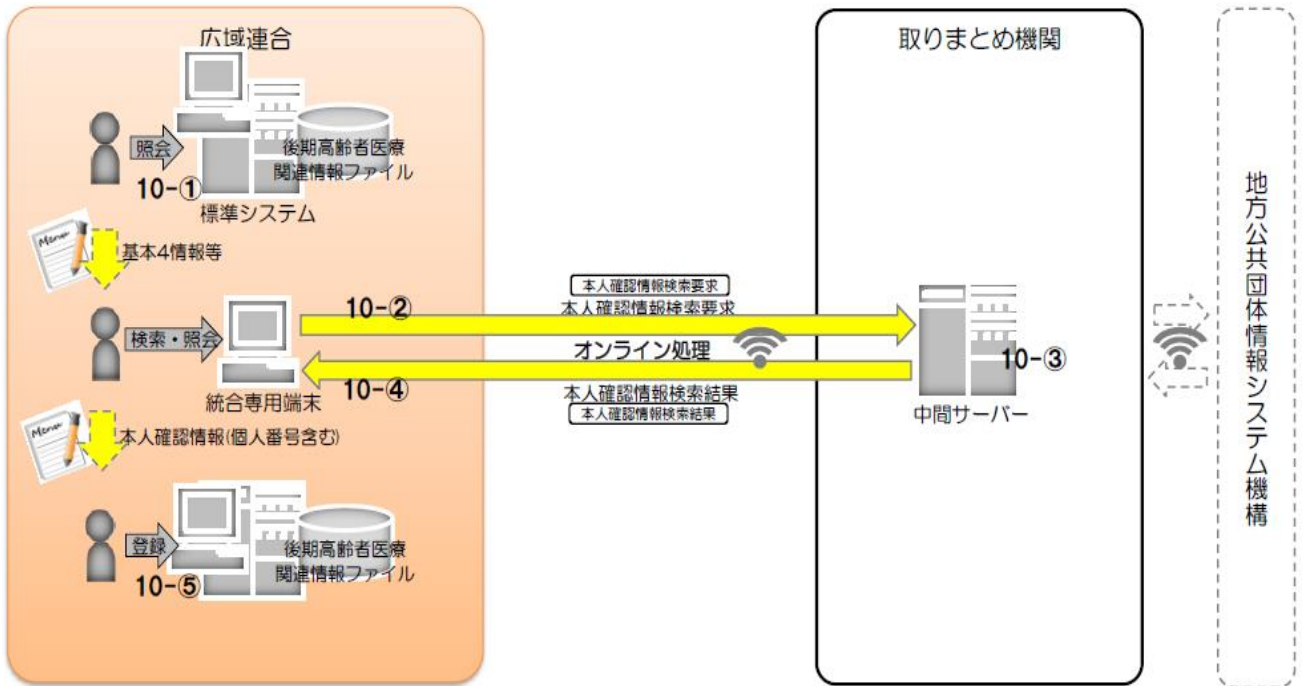 広域連合
照会
10-①
後期高齢者医療
関連情報ファイル
標準システム
Menu
基本4情報等
検索・照会
統合専用端末
10-②
本人確認情報検索要求
本人確認情報検索要求
オンライン処理
10-④
本人確認情報検索結果
本人確認情報検索結果
Menu
本人確認情報(個人番号含む)
登録
10-⑤
後期高齢者医療
関連情報ファイル
取りまとめ機関
10-③
中間サーバー
地方公共団体情報システム機構